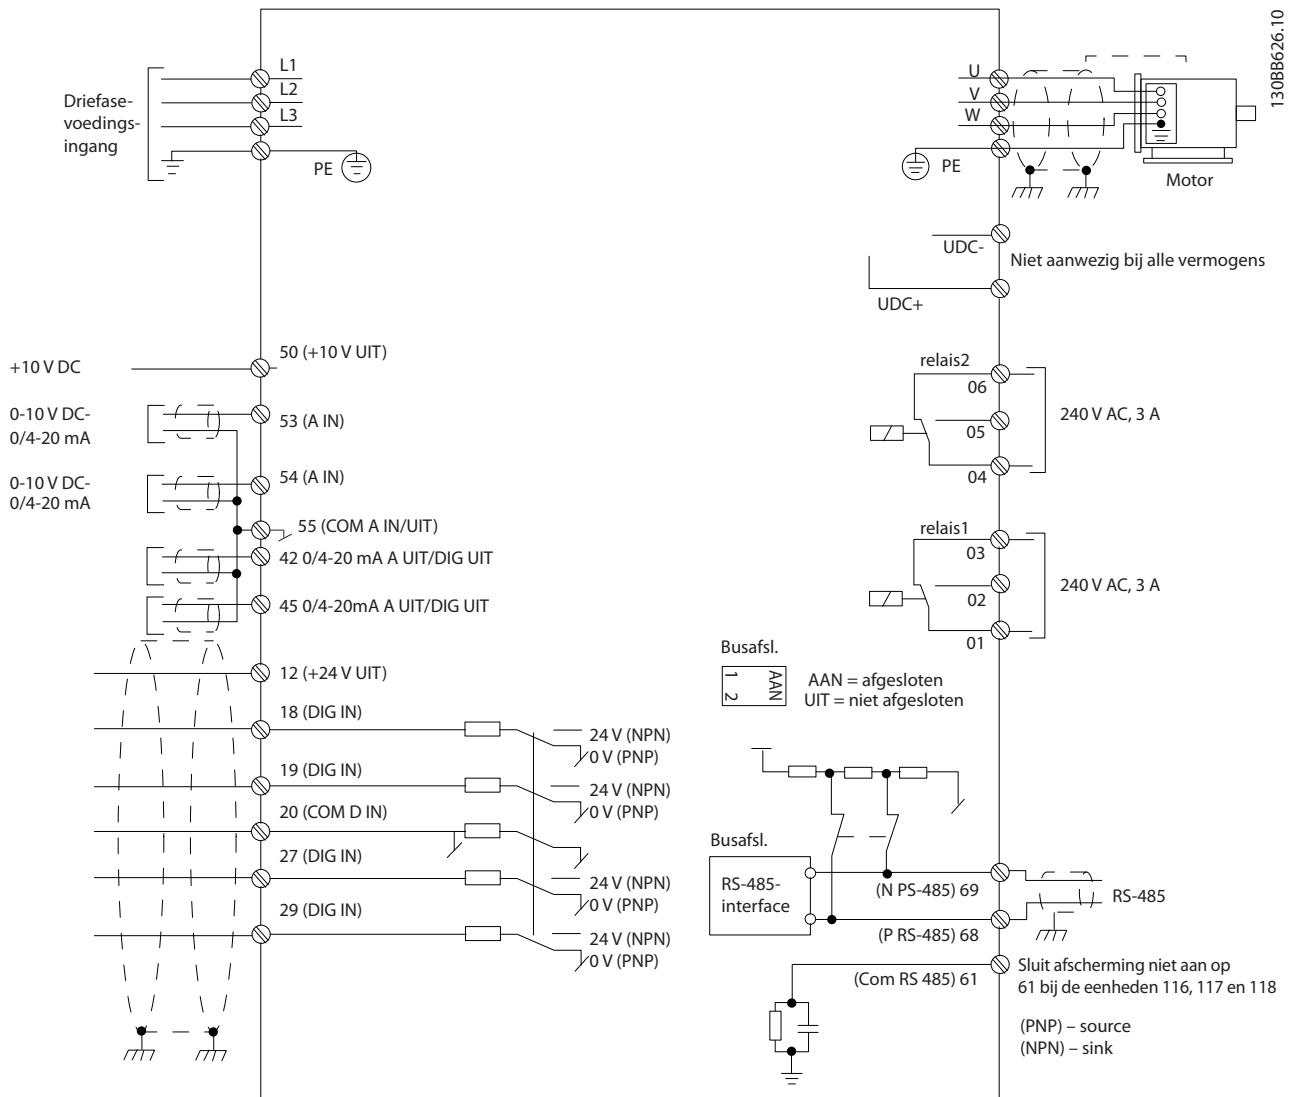 130BB626.10
Driefase-
voedings-
ingang
L1
L2
L3
PE
U
V
W
PE
Motor
UDC-
Niet aanwezig bij alle vermogens
UDC+
+10 V DC
50 (+10 V UIT)
0-10 V DC-
0/4-20 mA
53 (A IN)
0-10 V DC-
0/4-20 mA
54 (A IN)
55 (COM A IN/UIT)
42 0/4-20 mA A UIT/DIG UIT
45 0/4-20mA A UIT/DIG UIT
12 (+24 V UIT)
18 (DIG IN)
24 V (NPN)
0 V (PNP)
19 (DIG IN)
24 V (NPN)
0 V (PNP)
20 (COM D IN)
27 (DIG IN)
24 V (NPN)
0 V (PNP)
29 (DIG IN)
24 V (NPN)
0 V (PNP)
relais2
06
05
04
240 V AC, 3 A
relais1
03
02
01
240 V AC, 3 A
Busafsl.
AAN
1
2
AAN = afgesloten
UIT = niet afgesloten
Busafsl.
RS-485-
interface
(N PS-485) 69
(P RS-485) 68
RS-485
(Com RS 485) 61
Sluit afscherming niet aan op
61 bij de eenheden 116, 117 en 118
(PNP) – source
(NPN) – sink